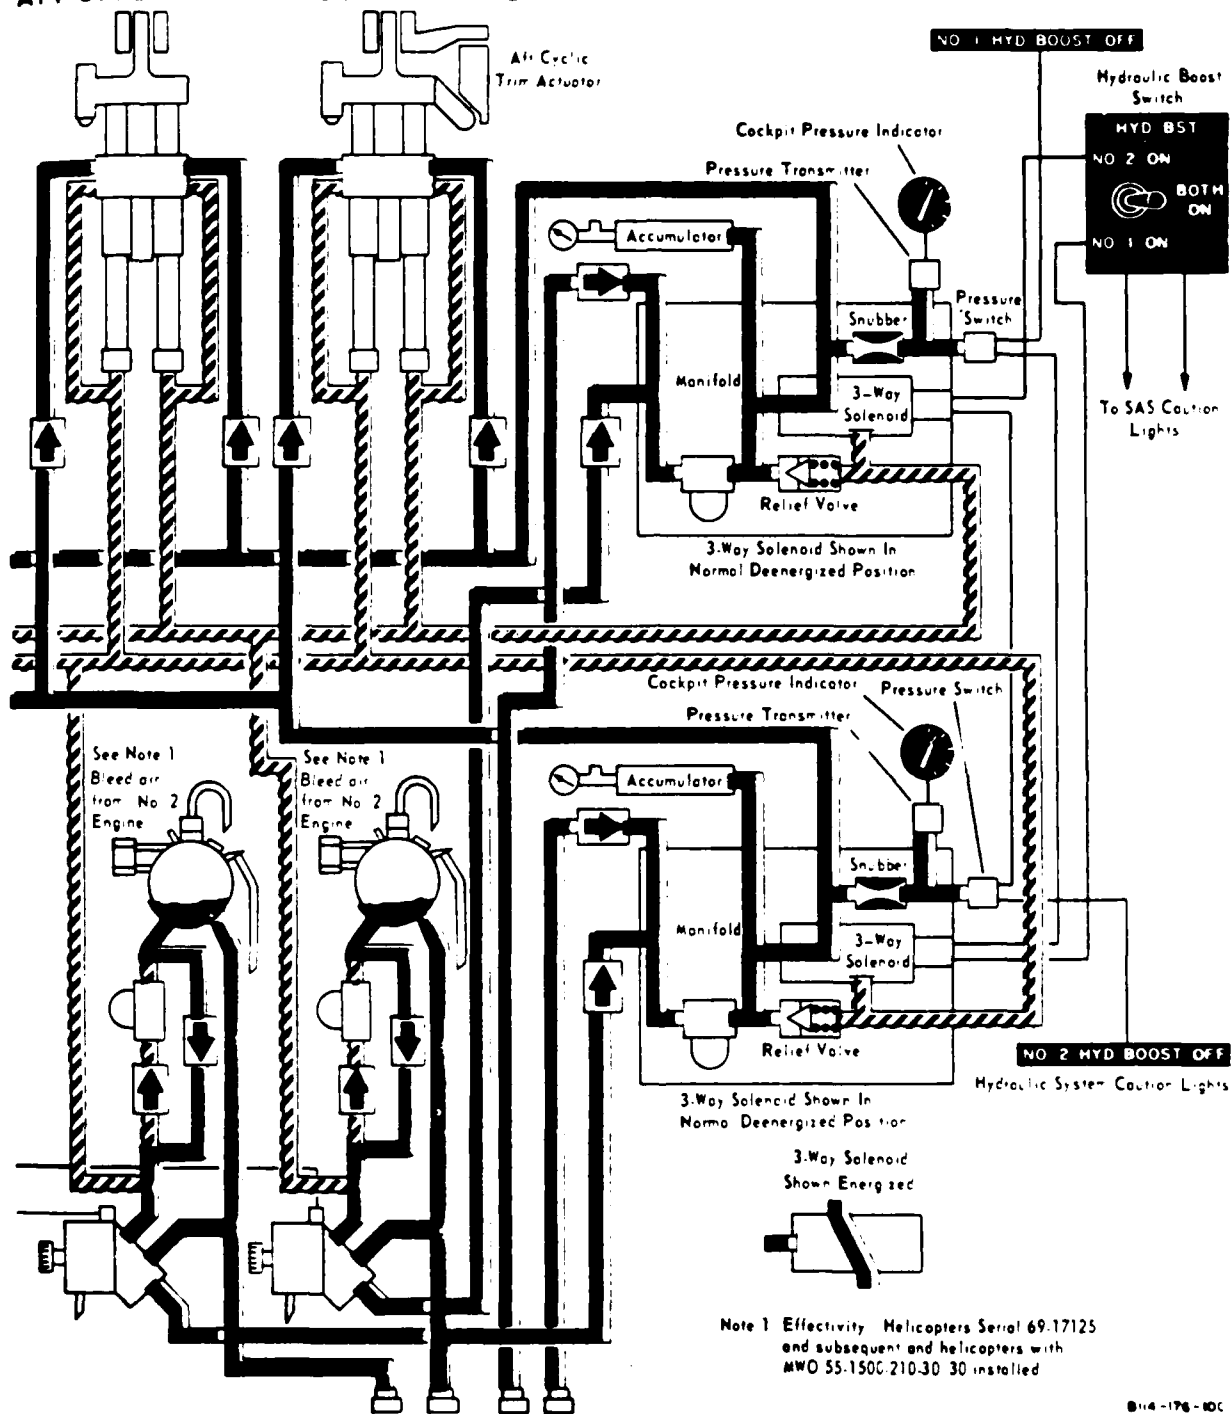 NO 1 HYD BOOST OFF
Aft Cyclic
Trim Actuator
Hydraulic Boost
Switch
HYD BST
NO 2 ON
BOTH
ON
NO 1 ON
Cockpit Pressure Indicator
Pressure Transmitter
Accumulator
Pressure
Switch
Snubber
Manifold
3-Way
Solenoid
To SAS Caution
Lights
Relief Valve
3-Way Solenoid Shown In
Normal Deenergized Position
Cockpit Pressure Indicator
Pressure Switch
Pressure Transmitter
See Note 1
Bleed air
from No. 2
Engine
See Note 1
Bleed air
from No 2
Engine
Accumulator
Snubber
Manifold
3-Way
Solenoid
Relief Valve
NO 2 HYD BOOST OFF
Hydraulic System Caution Lights
3-Way Solenoid Shown In
Normal Deenergized Position
3-Way Solenoid
Shown Energized
Note 1 Effectivity Helicopters Serial 69-17125
and subsequent and helicopters with
MWO 55-1500-210-30 30 installed